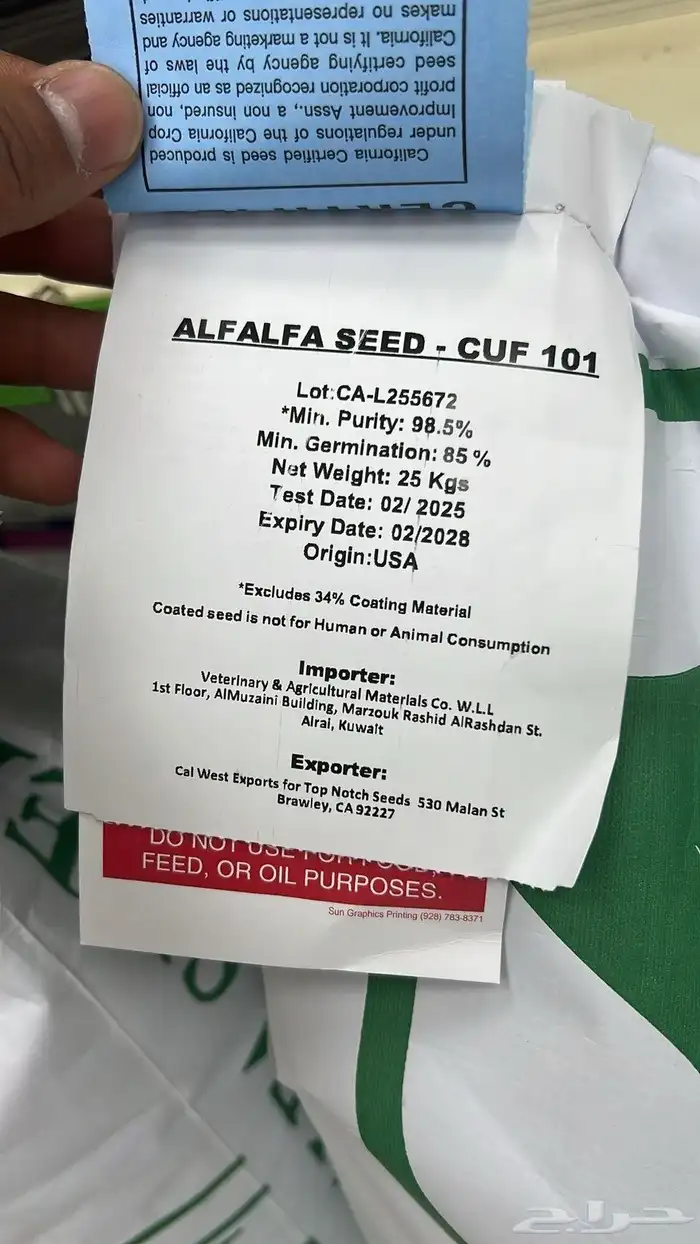 California Certified seed is produced
under regulations of the California Crop
Improvement Assn., a non insured, non
profit corporation recognized as an official
seed certifying agency by the laws of
California. It is not a marketing agency and
makes no representations or warranties
ALFALFA SEED - CUF 101
Lot:CA-L255672
*Min. Purity: 98.5%
Min. Germination: 85 %
Net Weight: 25 Kgs
Test Date: 02/ 2025
Expiry Date: 02/2028
Origin:USA
*Excludes 34% Coating Material
Coated seed is not for Human or Animal Consumption
Importer:
Veterinary & Agricultural Materials Co. W.L.L
1st Floor, AlMuzaini Building, Marzouk Rashid AlRashdan St.
Alrai, Kuwait
Exporter:
Cal West Exports for Top Notch Seeds 530 Malan St
Brawley, CA 92227
DO NOT USE FOR FOOD,
FEED, OR OIL PURPOSES.
Sun Graphics Printing (928) 783-8371
حراج